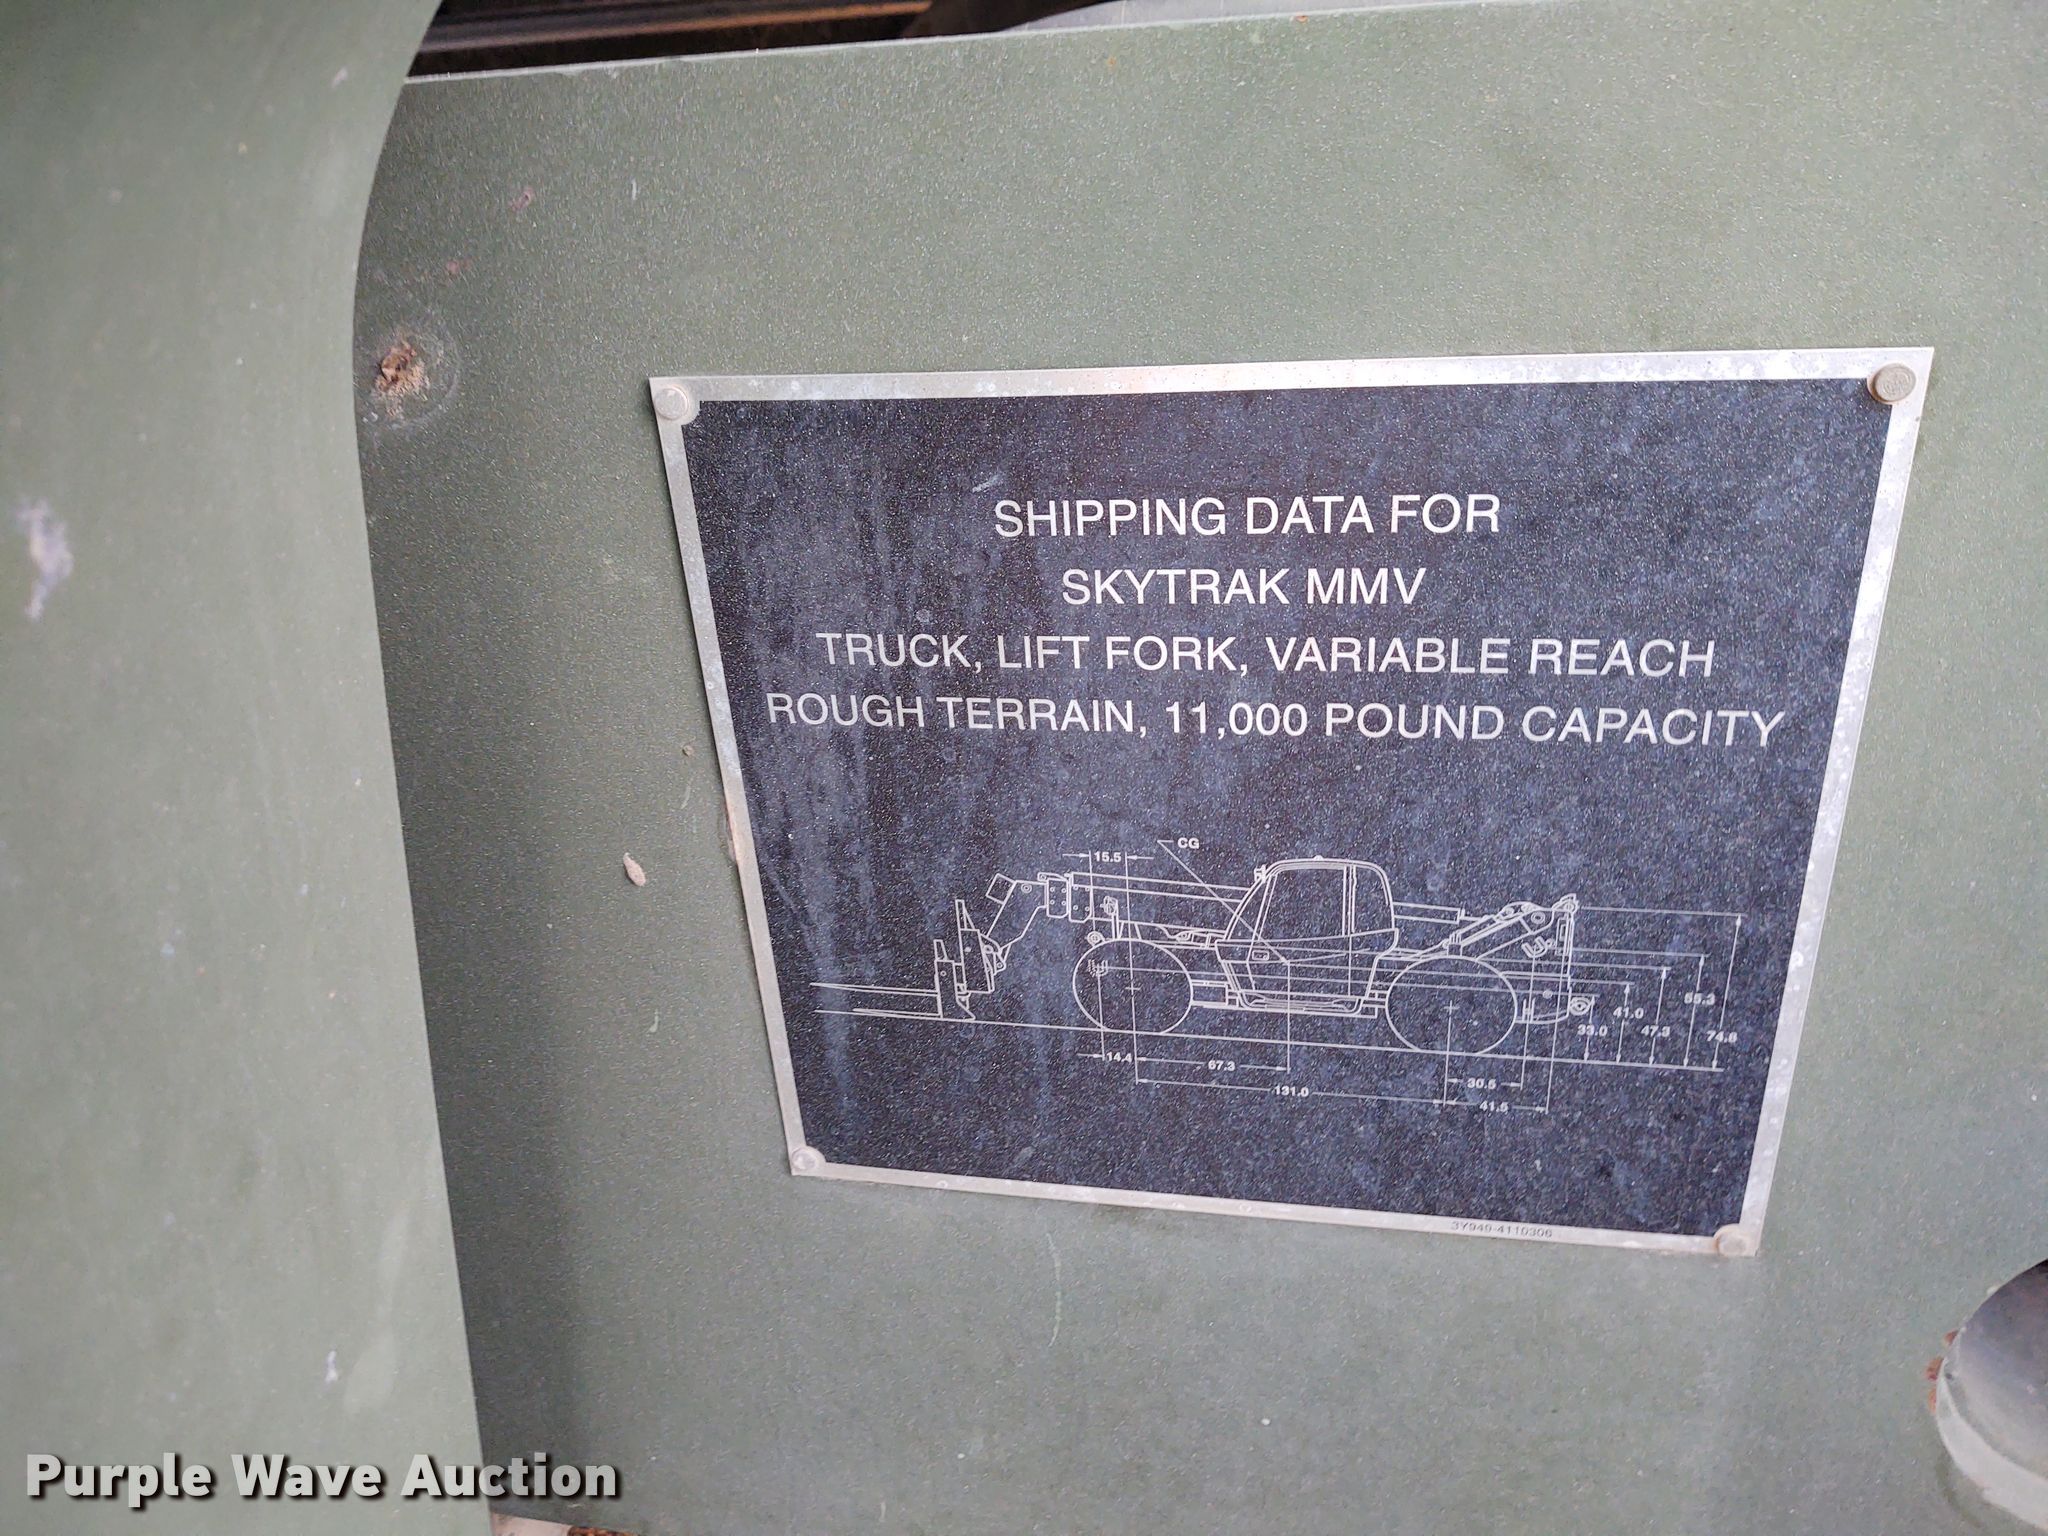 SHIPPING DATA FOR
SKYTRAK MMV
TRUCK, LIFT FORK, VARIABLE REACH
ROUGH TERRAIN, 11,000 POUND CAPACITY
15.5
CG
55.3
41.0
33.0
47.3
74.8
14.4
67.3
131.0
30.5
41.5
3Y949-4110306
Purple Wave Auction